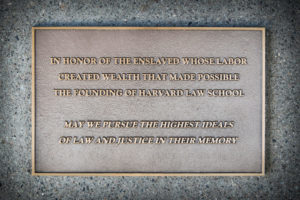 IN HONOR OF THE ENSLAVED WHOSE LABOR
CREATED WEALTH THAT MADE POSSIBLE
THE FOUNDING OF HARVARD LAW SCHOOL
MAY WE PURSUE THE HIGHEST IDEALS
OF LAW AND JUSTICE IN THEIR MEMORY